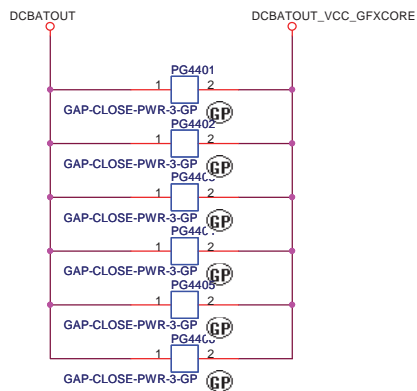 DCBATOUT DCBATOUT_VCC_GFXCORE
PG4401
1 2
GAP-CLOSE-PWR-3-GP GP
PG4402
1 2
GAP-CLOSE-PWR-3-GP GP
1 2
GAP-CLOSE-PWR-3-GP GP
1 2
GAP-CLOSE-PWR-3-GP GP
PG4405
1 2
GAP-CLOSE-PWR-3-GP GP
1 2
GAP-CLOSE-PWR-3-GP GP